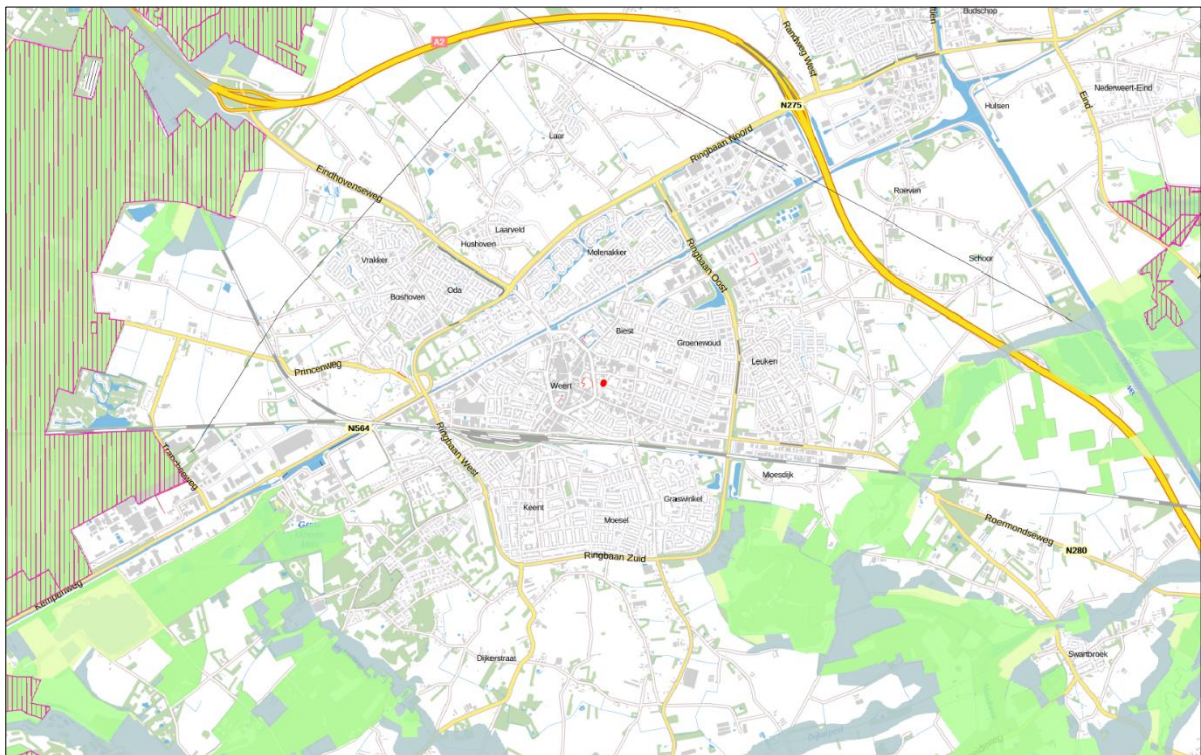 Budschop
Randweg West
A2
Nederweert-Eind
N275
Hulsen
Eind
Laar
Ringbaan Noord
Eindhovenseweg
Roeven
Laarveld
Hushoven
Molenakker
Vrakker
Ringbaan Oost
Schoor
Oda
Boshoven
Biest
Groenewoud
Leuken
Princenweg
Weert
N564
Ringbaan West
Moesdijk
Graswinkel
Keent
Moesel
Roermondseweg
Ringbaan Zuid
N280
Kempenweg
Dijkerstraat
Swartbroek